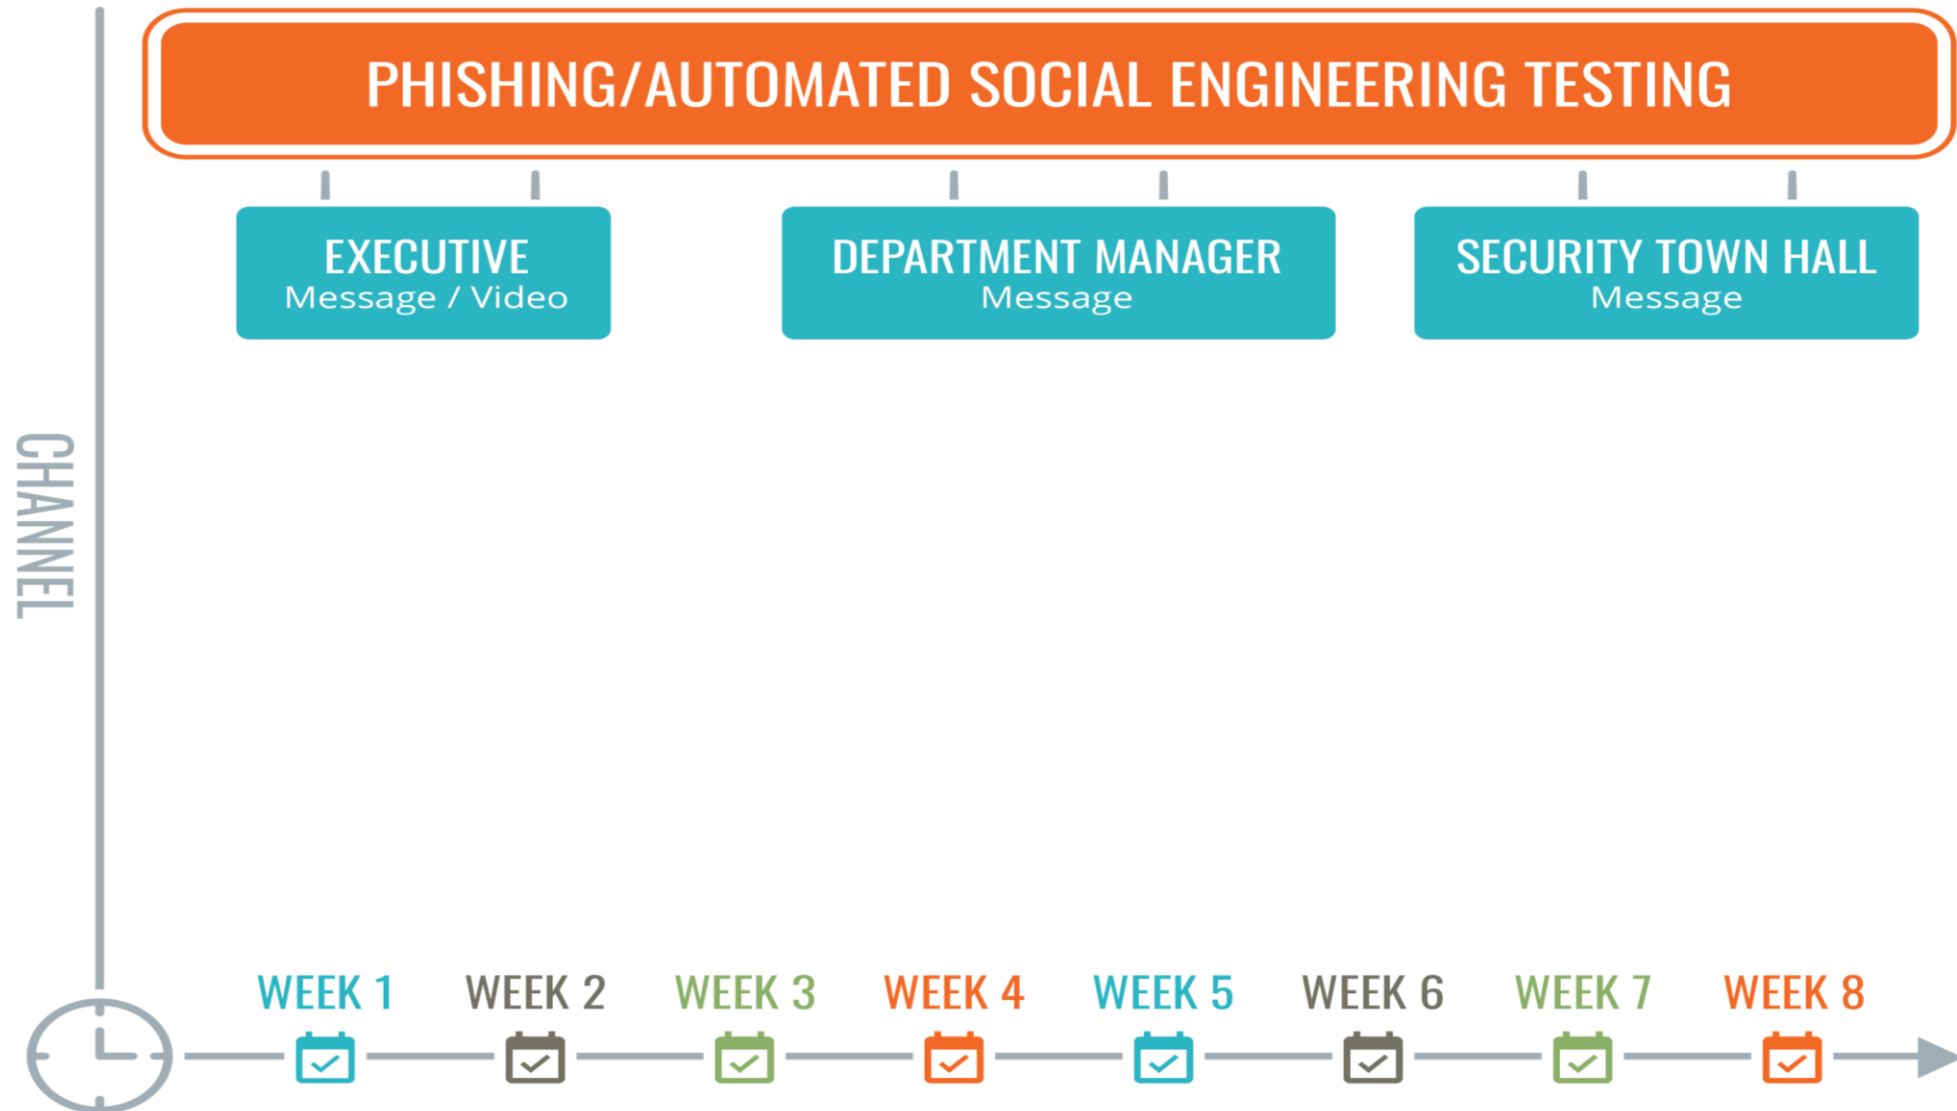 PHISHING/AUTOMATED SOCIAL ENGINEERING TESTING
EXECUTIVE
Message / Video
DEPARTMENT MANAGER
Message
SECURITY TOWN HALL
Message
CHANNEL
WEEK 1
WEEK 2
WEEK 3
WEEK 4
WEEK 5
WEEK 6
WEEK 7
WEEK 8